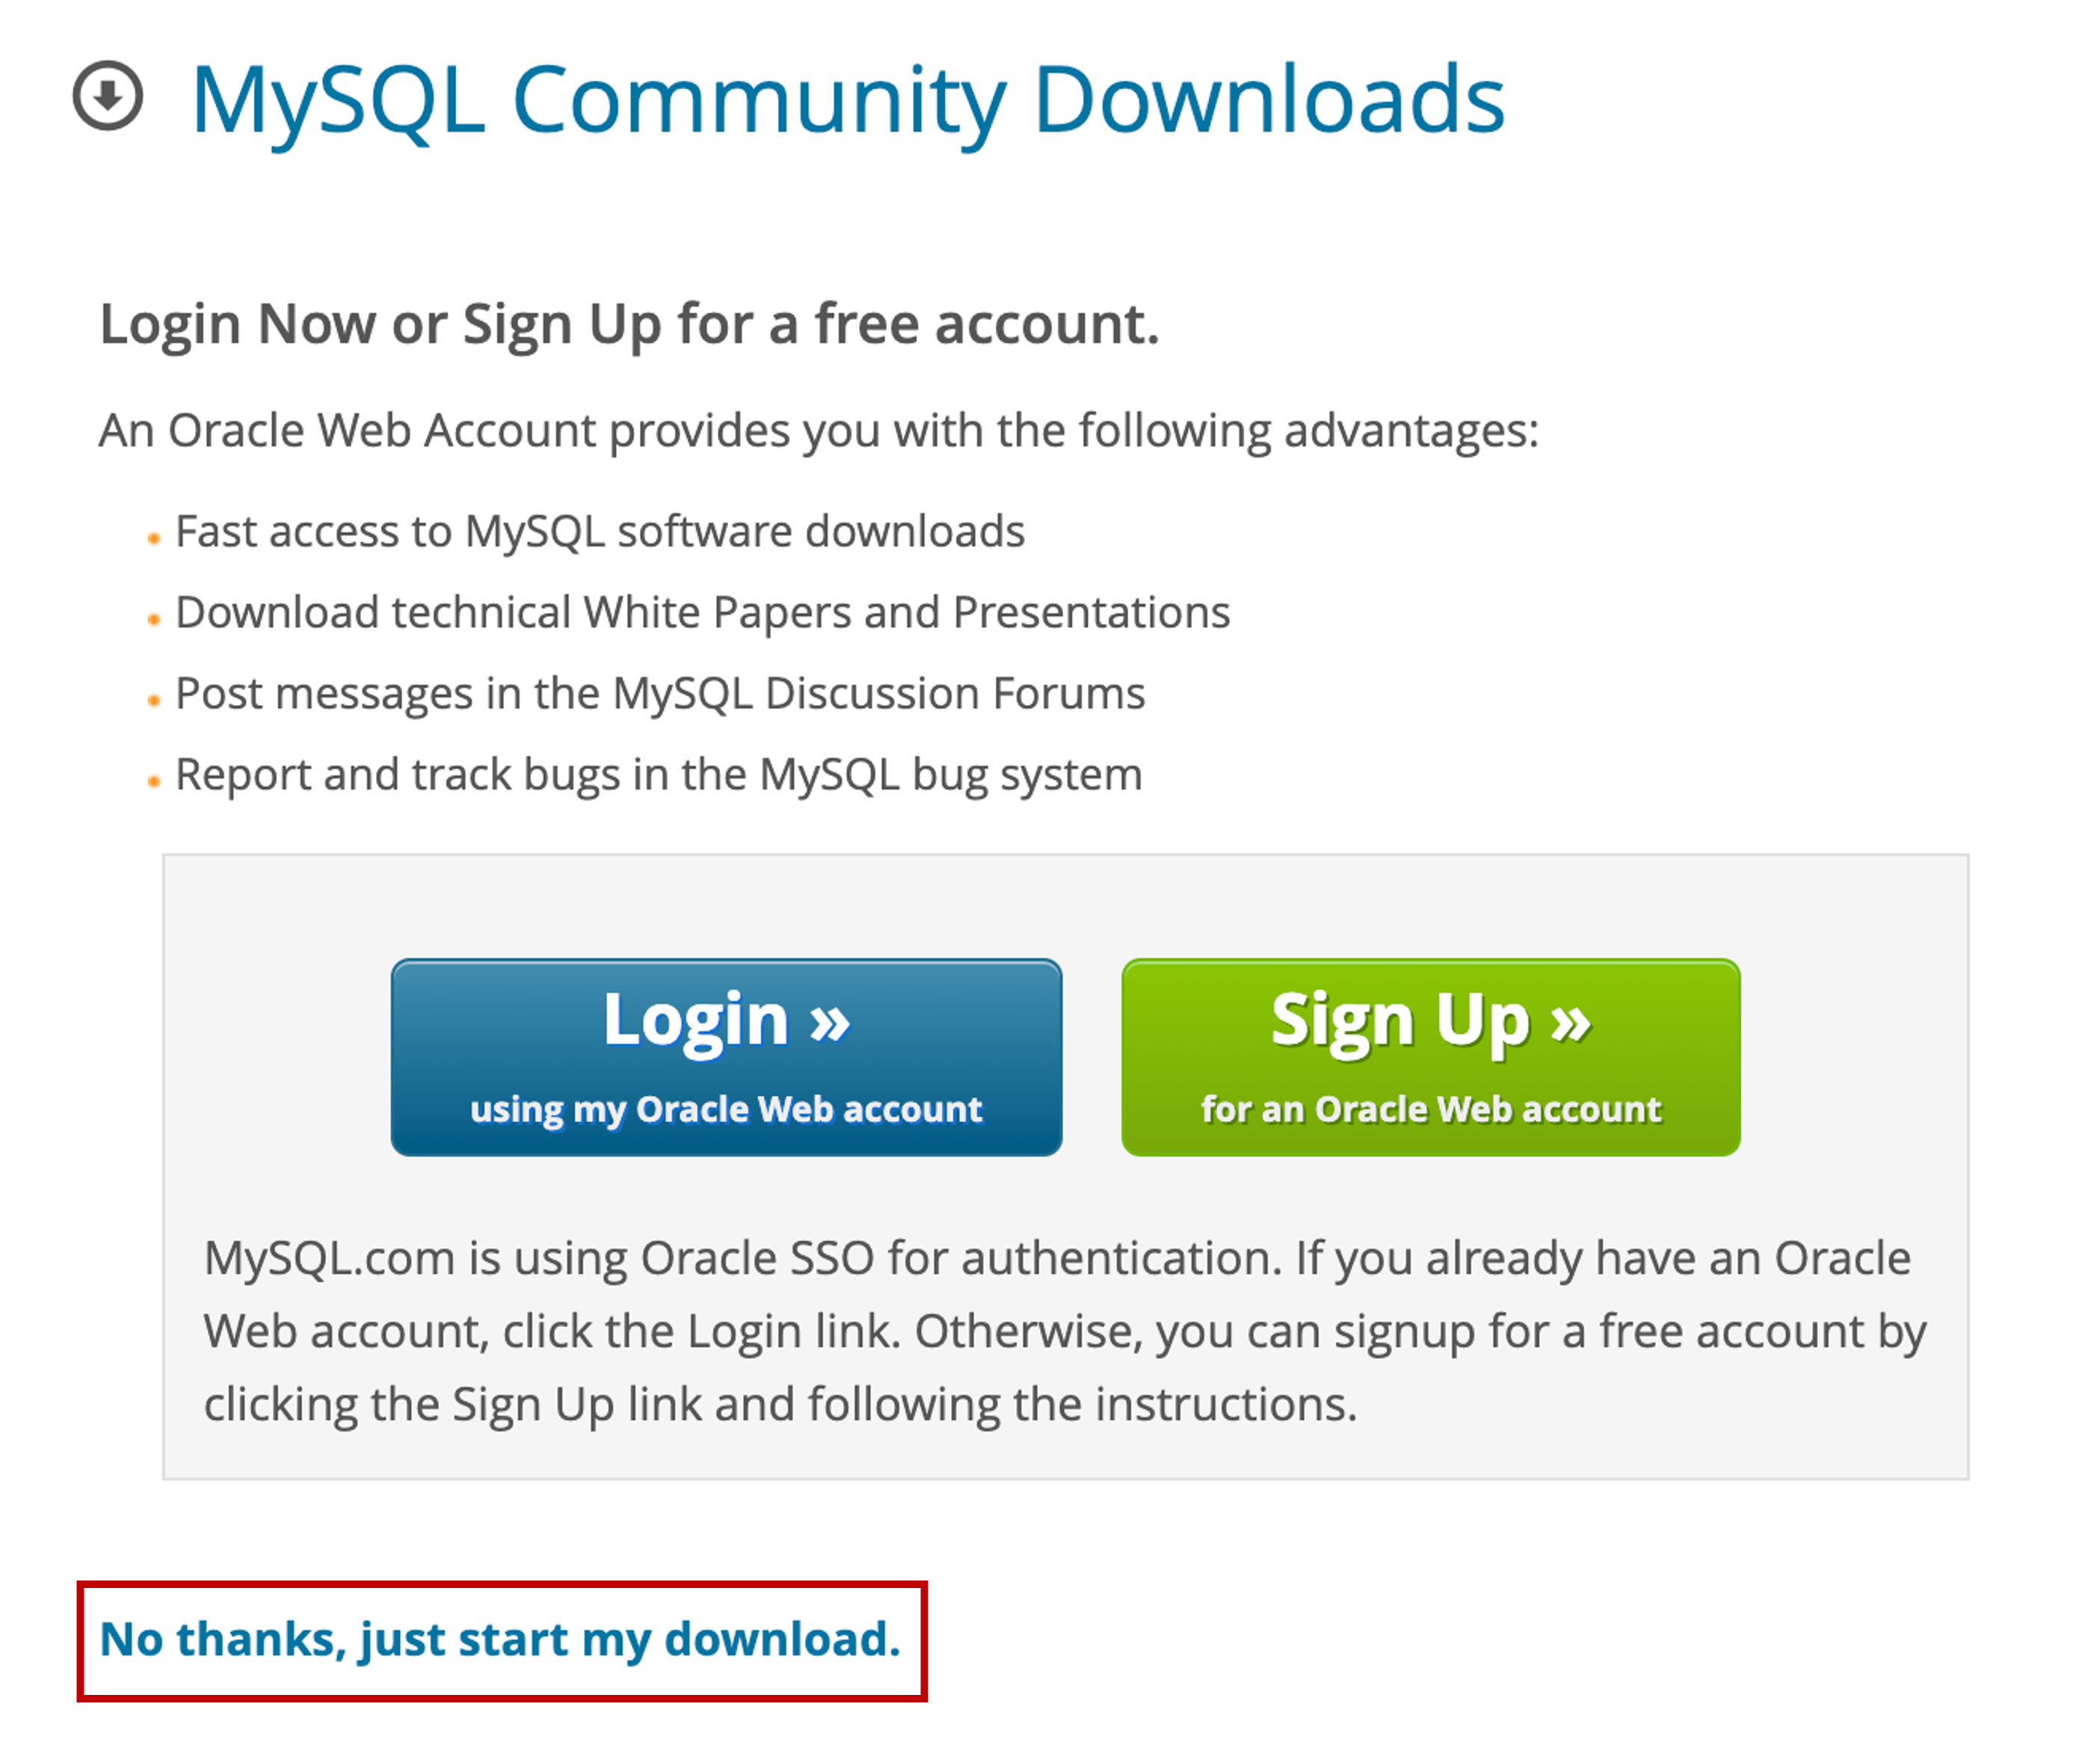 MySQL Community Downloads
Login Now or Sign Up for a free account.
An Oracle Web Account provides you with the following advantages:
Fast access to MySQL software downloads
Download technical White Papers and Presentations
Post messages in the MySQL Discussion Forums
Report and track bugs in the MySQL bug system
Login »
using my Oracle Web account
Sign Up »
for an Oracle Web account
MySQL.com is using Oracle SSO for authentication. If you already have an Oracle
Web account, click the Login link. Otherwise, you can signup for a free account by
clicking the Sign Up link and following the instructions.
No thanks, just start my download.